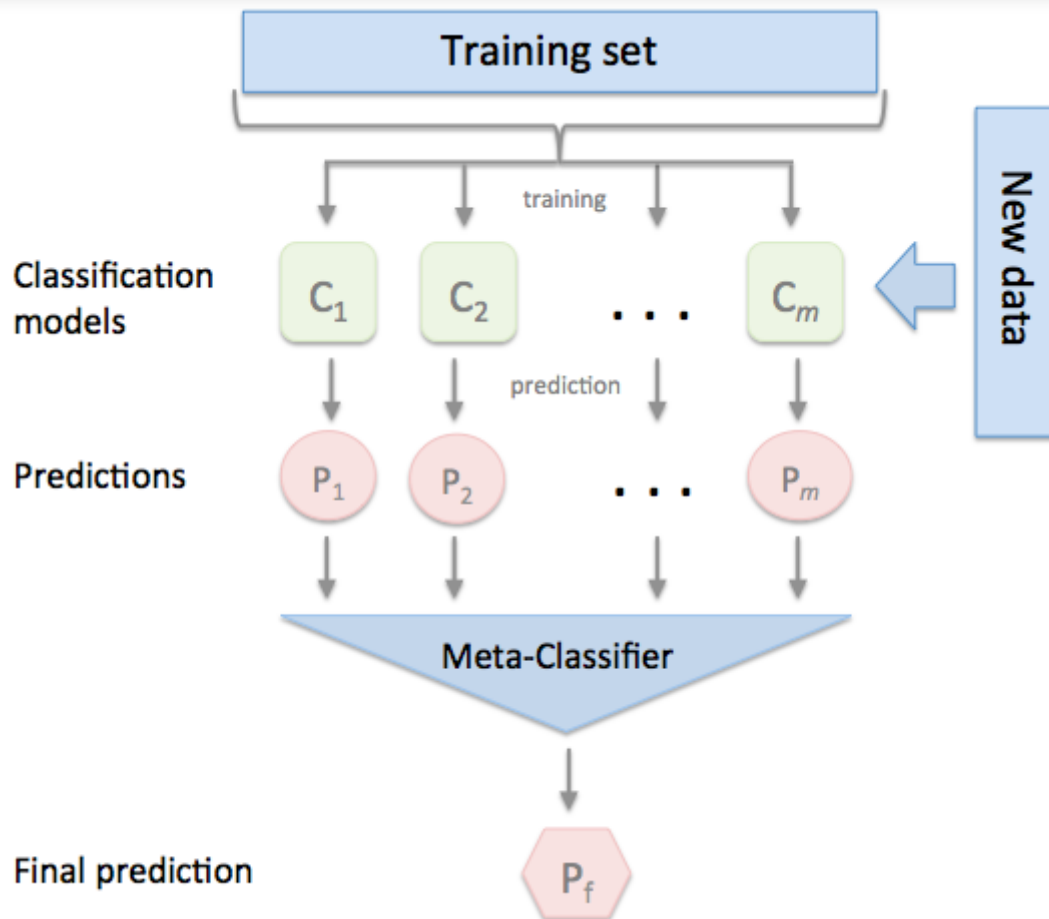 Training set
New data
training
Classification
models
C1
C2
. . .
Cm
prediction
Predictions
P1
P2
. . .
Pm
Meta-Classifier
Final prediction
Pf